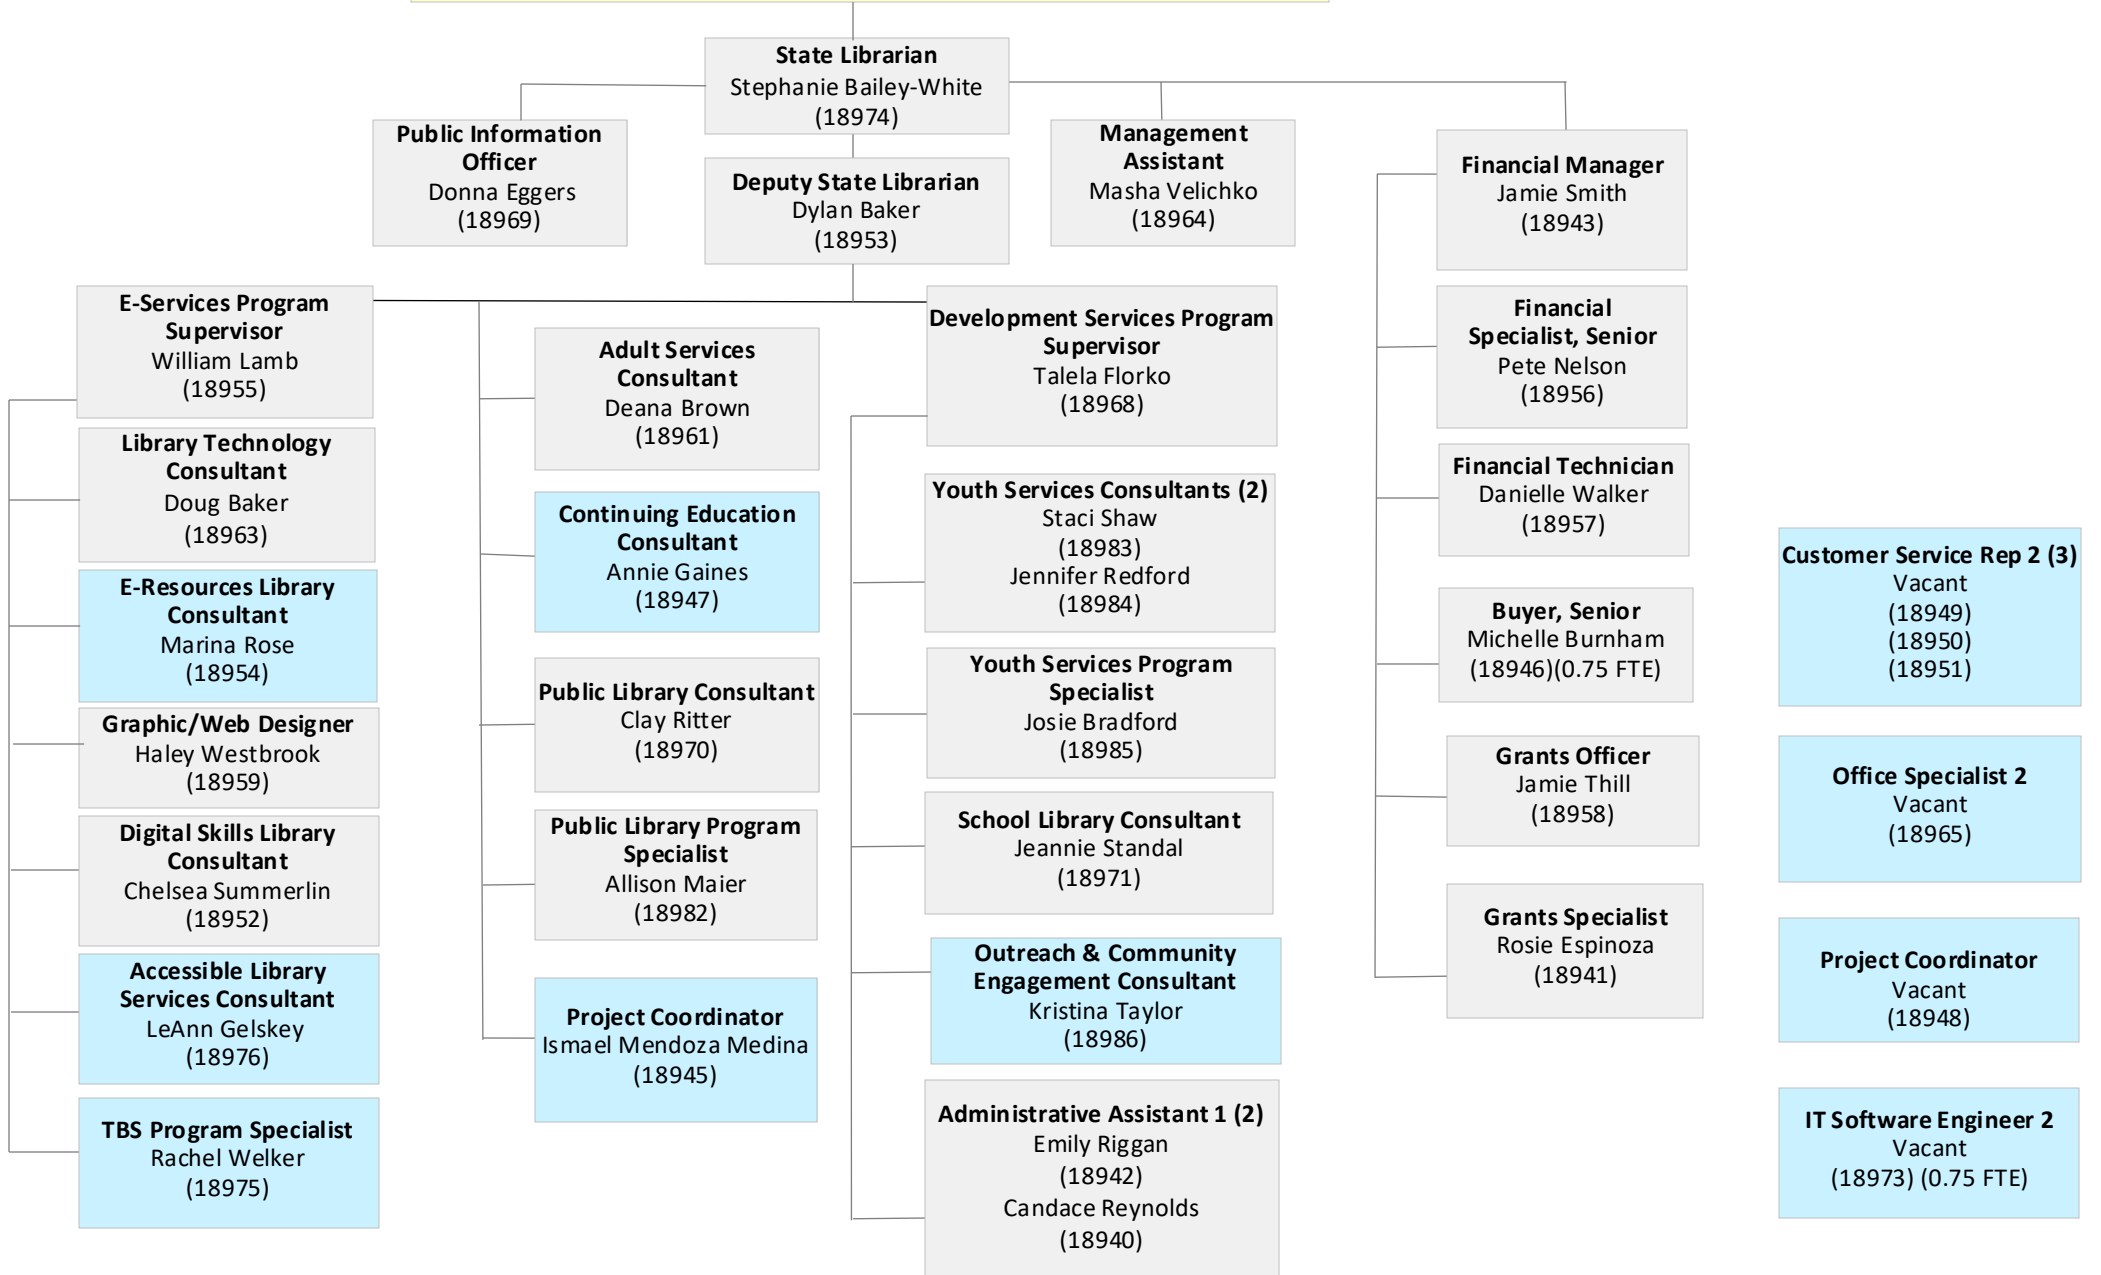 State Librarian
Stephanie Bailey-White
(18974)
Public Information
Officer
Donna Eggers
(18969)
Deputy State Librarian
Dylan Baker
(18953)
Management
Assistant
Masha Velichko
(18964)
Financial Manager
Jamie Smith
(18943)
E-Services Program
Supervisor
William Lamb
(18955)
Library Technology
Consultant
Doug Baker
(18963)
E-Resources Library
Consultant
Marina Rose
(18954)
Graphic/Web Designer
Haley Westbrook
(18959)
Digital Skills Library
Consultant
Chelsea Summerlin
(18952)
Accessible Library
Services Consultant
LeAnn Gelskey
(18976)
TBS Program Specialist
Rachel Welker
(18975)
Adult Services
Consultant
Deana Brown
(18961)
Continuing Education
Consultant
Annie Gaines
(18947)
Public Library Consultant
Clay Ritter
(18970)
Public Library Program
Specialist
Allison Maier
(18982)
Project Coordinator
Ismael Mendoza Medina
(18945)
Development Services Program
Supervisor
Talela Florko
(18968)
Youth Services Consultants (2)
Staci Shaw
(18983)
Jennifer Redford
(18984)
Youth Services Program
Specialist
Josie Bradford
(18985)
School Library Consultant
Jeannie Standal
(18971)
Outreach & Community
Engagement Consultant
Kristina Taylor
(18986)
Administrative Assistant 1 (2)
Emily Riggan
(18942)
Candace Reynolds
(18940)
Financial
Specialist, Senior
Pete Nelson
(18956)
Financial Technician
Danielle Walker
(18957)
Buyer, Senior
Michelle Burnham
(18946)(0.75 FTE)
Grants Officer
Jamie Thill
(18958)
Grants Specialist
Rosie Espinoza
(18941)
Customer Service Rep 2 (3)
Vacant
(18949)
(18950)
(18951)
Office Specialist 2
Vacant
(18965)
Project Coordinator
Vacant
(18948)
IT Software Engineer 2
Vacant
(18973) (0.75 FTE)